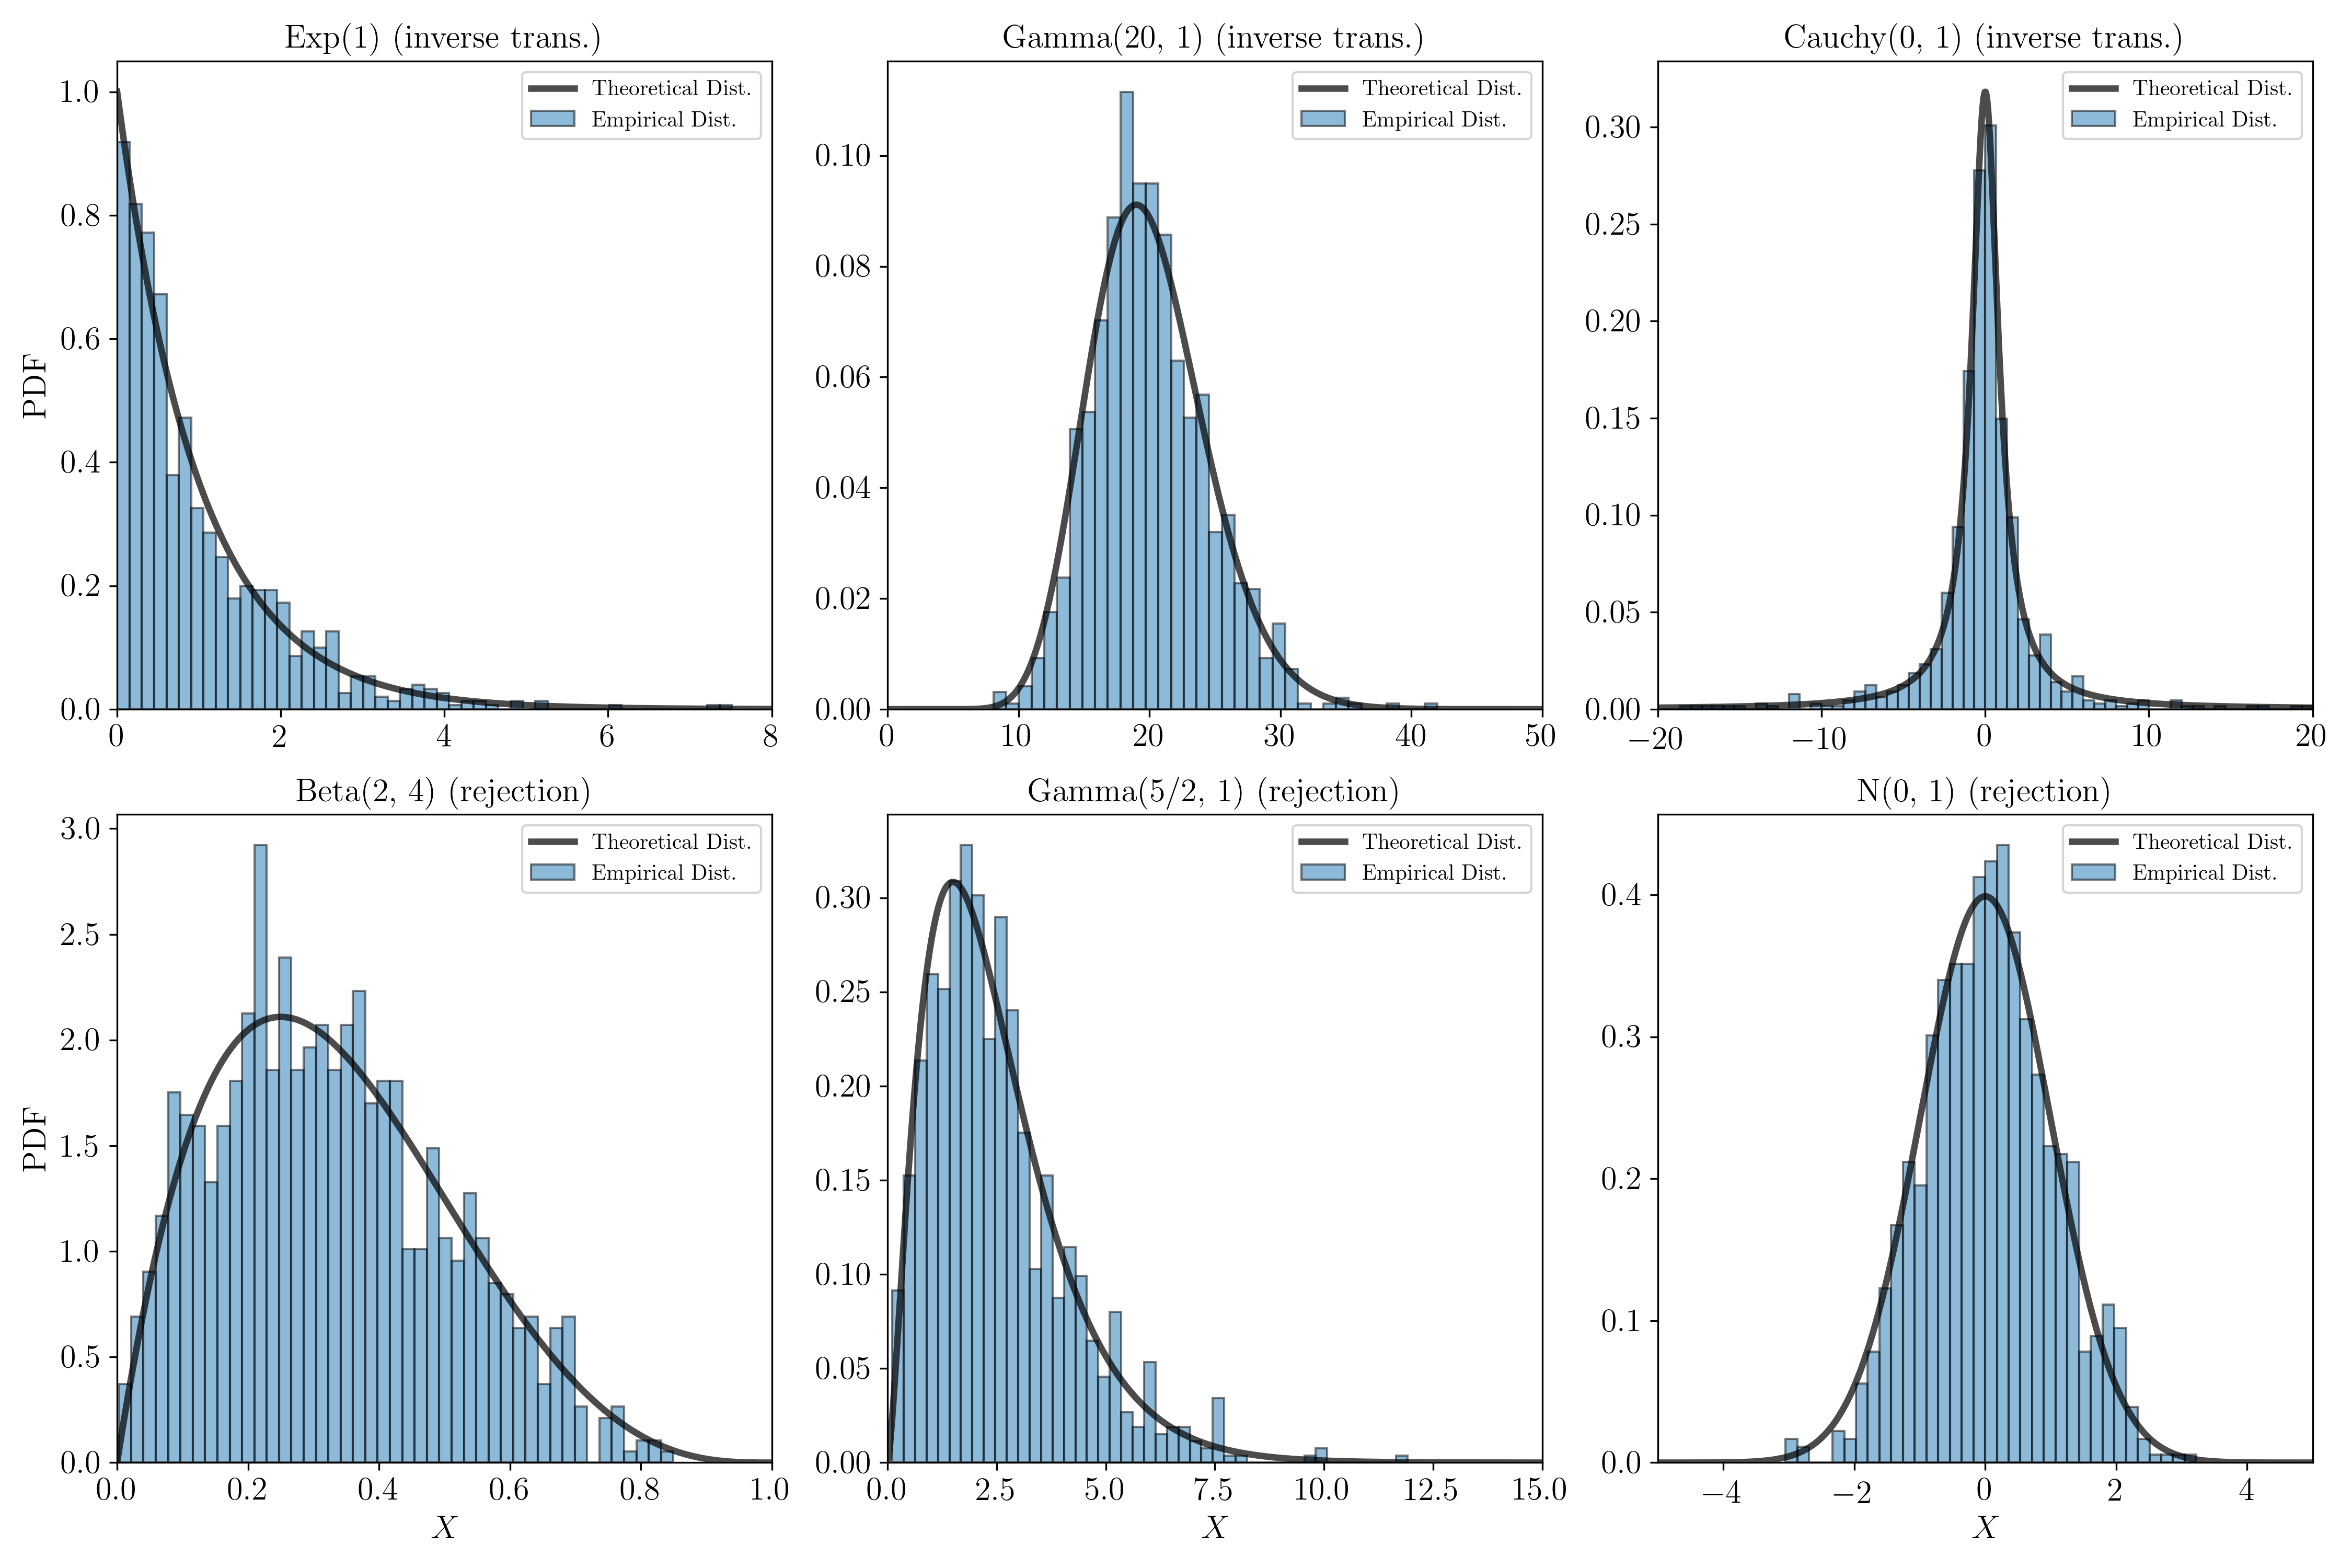 Exp(1) (inverse trans.)
Theoretical Dist.
Empirical Dist.
PDF
1.0
0.8
0.6
0.4
0.2
0.0
0 2 4 6 8
Gamma(20, 1) (inverse trans.)
Theoretical Dist.
Empirical Dist.
0.10
0.08
0.06
0.04
0.02
0.00
0 10 20 30 40 50
Cauchy(0, 1) (inverse trans.)
Theoretical Dist.
Empirical Dist.
0.30
0.25
0.20
0.15
0.10
0.05
0.00
−20 −10 0 10 20
Beta(2, 4) (rejection)
Theoretical Dist.
Empirical Dist.
PDF
3.0
2.5
2.0
1.5
1.0
0.5
0.0
0.0 0.2 0.4 0.6 0.8 1.0
X
Gamma(5/2, 1) (rejection)
Theoretical Dist.
Empirical Dist.
0.30
0.25
0.20
0.15
0.10
0.05
0.00
0.0 2.5 5.0 7.5 10.0 12.5 15.0
X
N(0, 1) (rejection)
Theoretical Dist.
Empirical Dist.
0.4
0.3
0.2
0.1
0.0
−4 −2 0 2 4
X